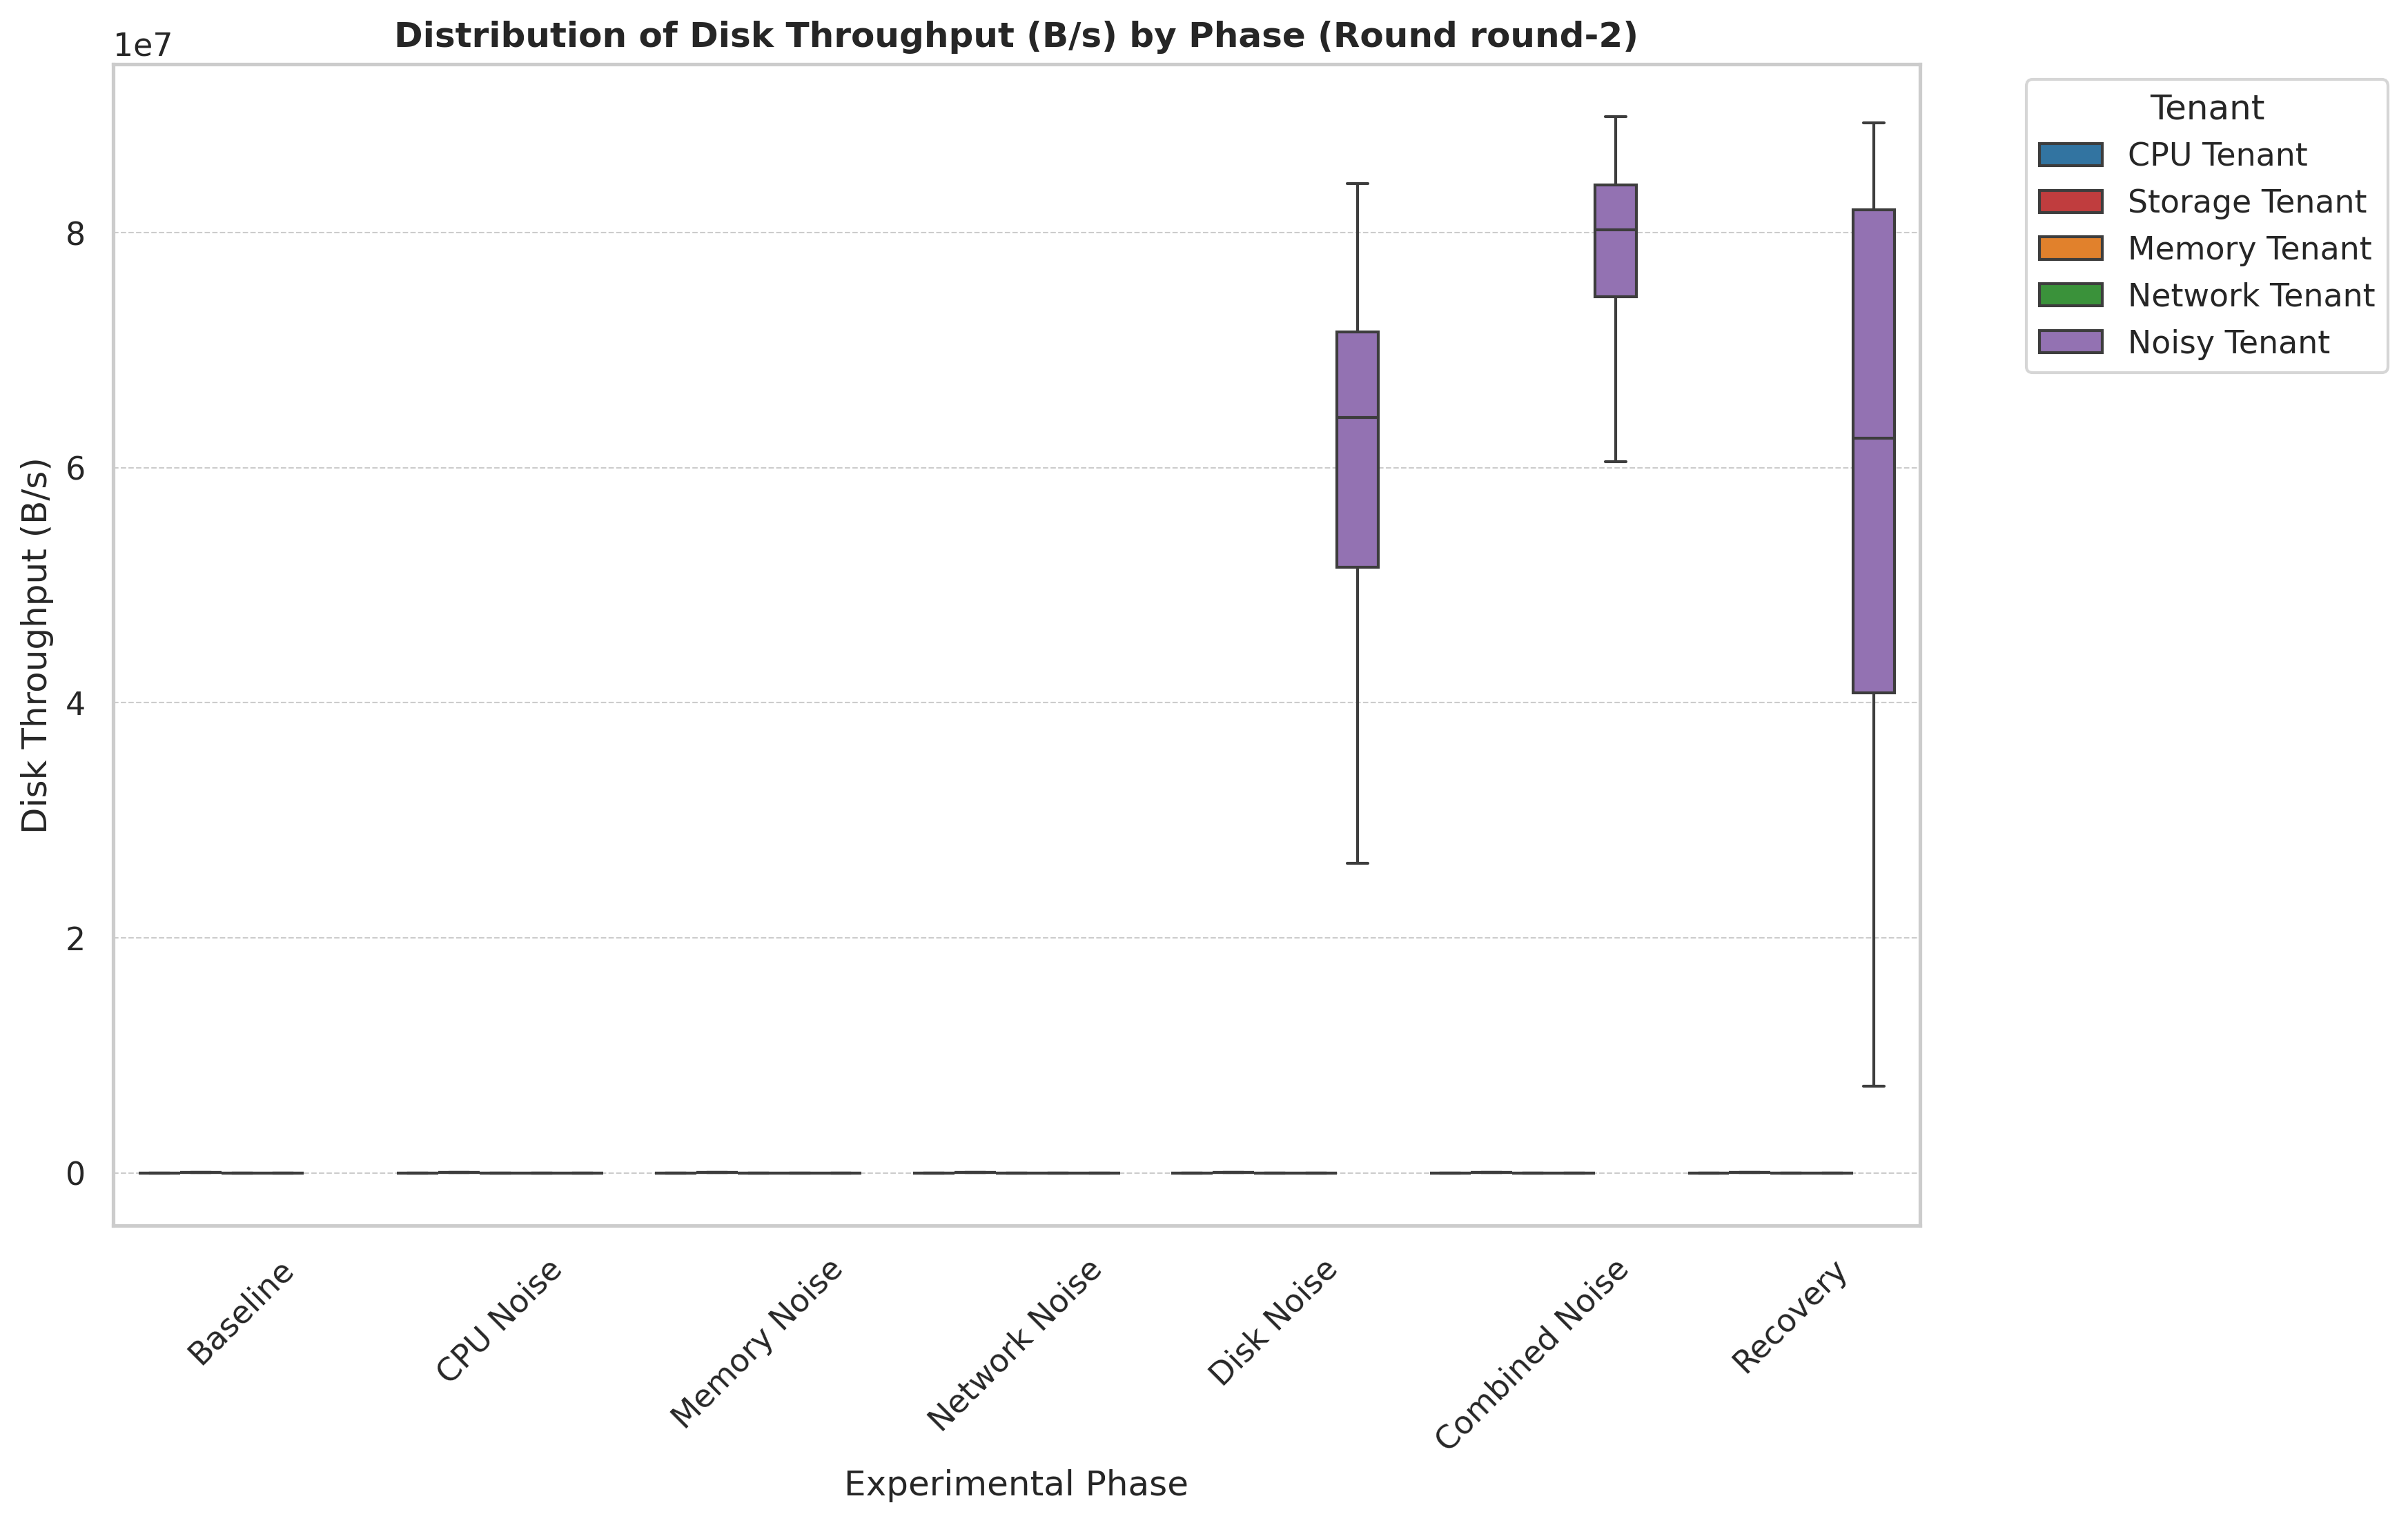 Distribution of Disk Throughput (B/s) by Phase (Round round-2)
1e7
8
6
4
2
0
Disk Throughput (B/s)
Baseline
CPU Noise
Memory Noise
Network Noise
Disk Noise
Combined Noise
Recovery
Experimental Phase
Tenant
CPU Tenant
Storage Tenant
Memory Tenant
Network Tenant
Noisy Tenant